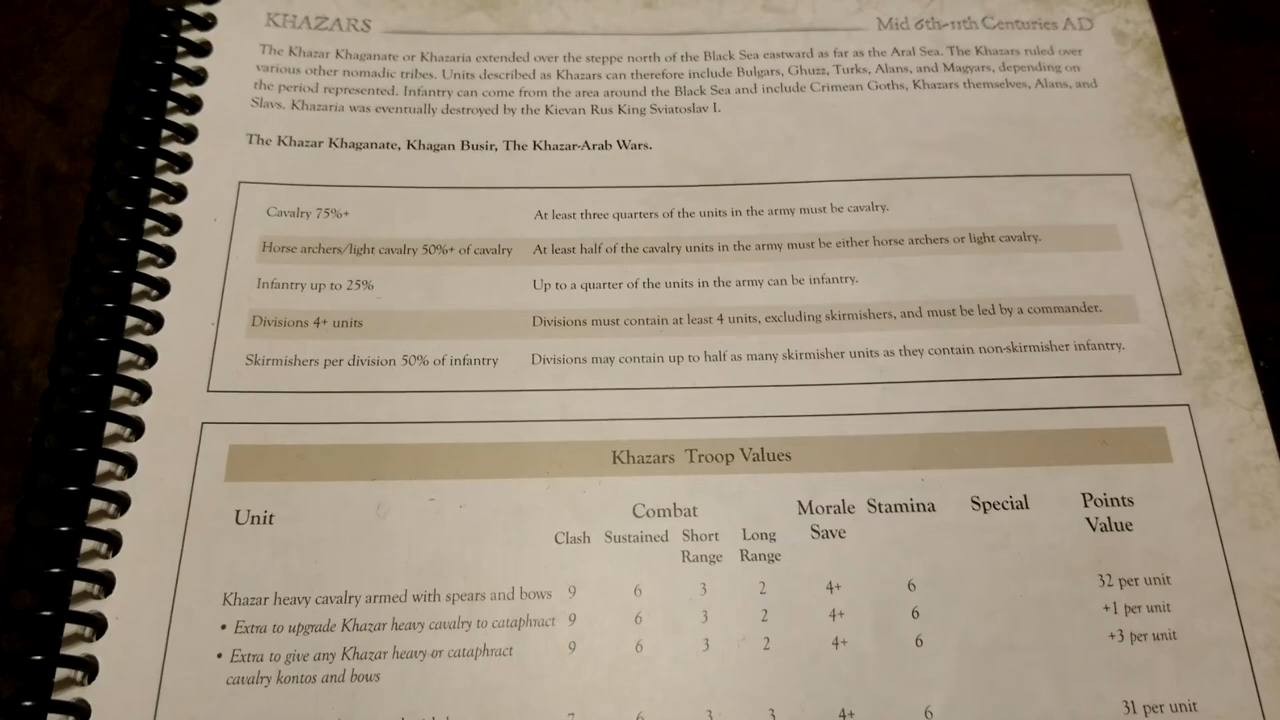 KHAZARS Mid 6th-11th Centuries AD
The Khazar Khaganate or Khazaria extended over the steppe north of the Black Sea eastward as far as the Aral Sea. The Khazars ruled over
various other nomadic tribes. Units described as Khazars can therefore include Bulgars, Ghuzz, Turks, Alans, and Magyars, depending on
the period represented. Infantry can come from the area around the Black Sea and include Crimean Goths, Khazars themselves, Alans, and
Slavs. Khazaria was eventually destroyed by the Kievan Rus King Sviatoslav I.
The Khazar Khaganate, Khagan Busir, The Khazar-Arab Wars.
Cavalry 75%+ At least three quarters of the units in the army must be cavalry.
Horse archers/light cavalry 50%+ of cavalry At least half of the cavalry units in the army must be either horse archers or light cavalry.
Infantry up to 25% Up to a quarter of the units in the army can be infantry.
Divisions 4+ units Divisions must contain at least 4 units, excluding skirmishers, and must be led by a commander.
Skirmishers per division 50% of infantry Divisions may contain up to half as many skirmisher units as they contain non-skirmisher infantry.
Khazars Troop Values
Unit Combat Morale Save Stamina Special Points Value
Clash Sustained Short Range Long Range
Khazar heavy cavalry armed with spears and bows 9 6 3 2 4+ 6 32 per unit
• Extra to upgrade Khazar heavy cavalry to cataphract 9 6 3 2 4+ 6 +1 per unit
• Extra to give any Khazar heavy or cataphract 9 6 3 2 4+ 6 +3 per unit
cavalry kontos and bows
6 3 3 4+ 6 31 per unit